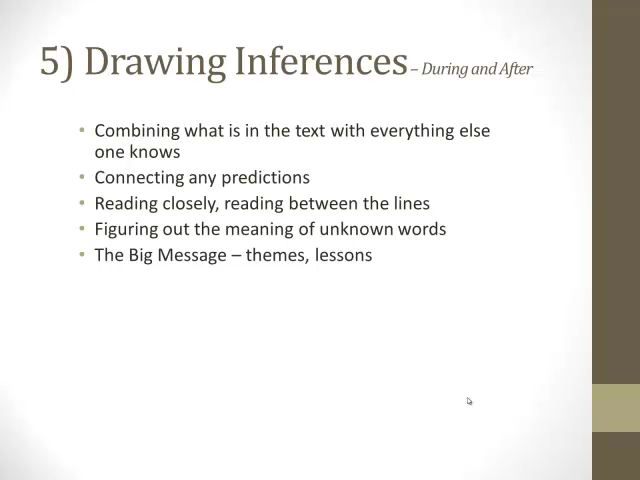 5) Drawing Inferences – During and After
• Combining what is in the text with everything else
one knows
• Connecting any predictions
• Reading closely, reading between the lines
• Figuring out the meaning of unknown words
• The Big Message – themes, lessons